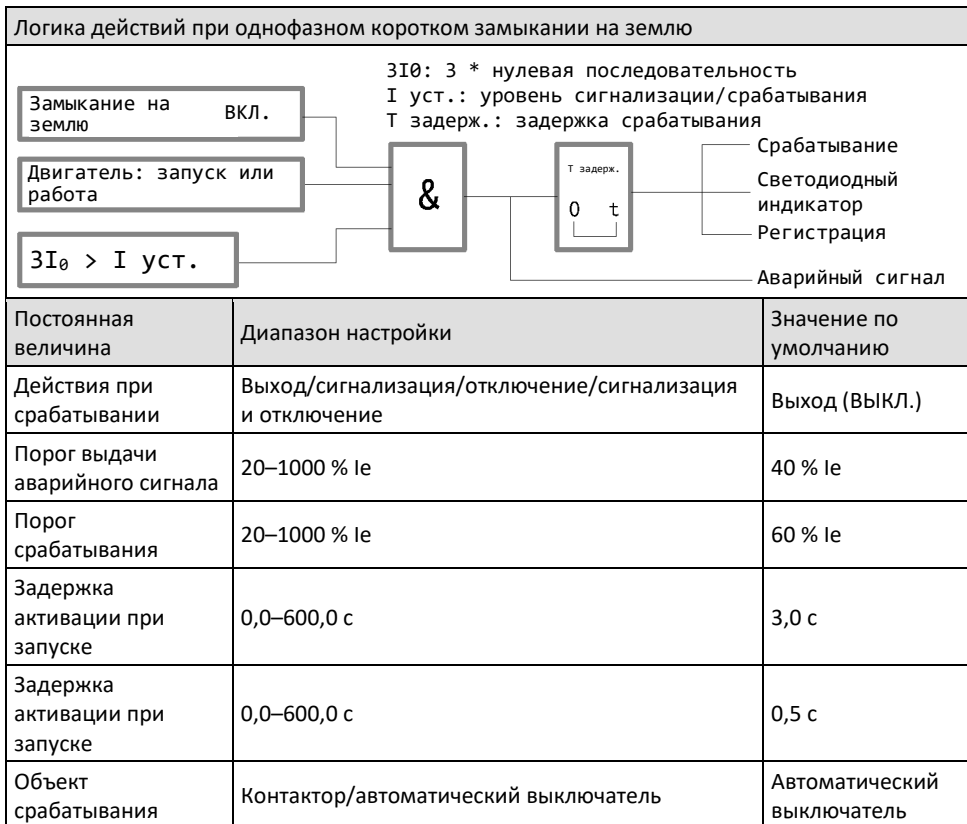 Логика действий при однофазном коротком замыкании на землю
3I0: 3 * нулевая последовательность
I уст.: уровень сигнализации/срабатывания
T задерж.: задержка срабатывания
Замыкание на
землю
ВКЛ.
Двигатель: запуск или
работа
3I₀ > I уст.
&
T задерж.
0 t
Срабатывание
Светодиодный
индикатор
Регистрация
Аварийный сигнал
Постоянная
величина
Диапазон настройки
Значение по
умолчанию
Действия при
срабатывании
Выход/сигнализация/отключение/сигнализация
и отключение
Выход (ВЫКЛ.)
Порог выдачи
аварийного сигнала
20–1000 % Ie
40 % Ie
Порог
срабатывания
20–1000 % Ie
60 % Ie
Задержка
активации при
запуске
0,0–600,0 с
3,0 с
Задержка
активации при
запуске
0,0–600,0 с
0,5 с
Объект
срабатывания
Контактор/автоматический выключатель
Автоматический
выключатель